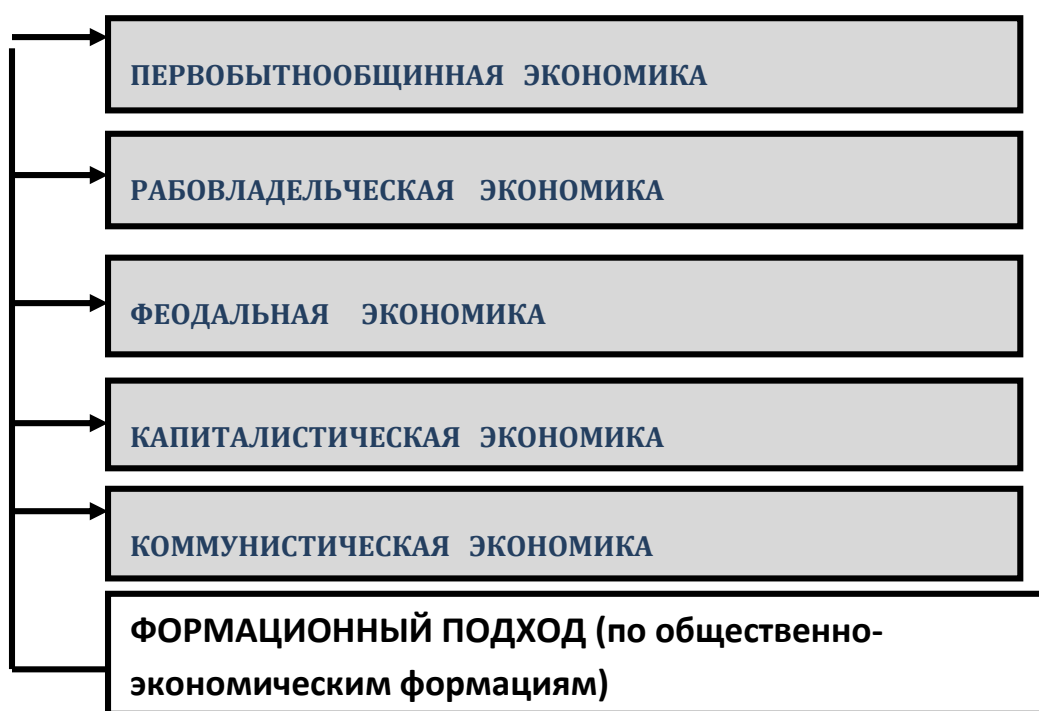 ПЕРВОБЫТНООБЩИННАЯ ЭКОНОМИКА
РАБОВЛАДЕЛЬЧЕСКАЯ ЭКОНОМИКА
ФЕОДАЛЬНАЯ ЭКОНОМИКА
КАПИТАЛИСТИЧЕСКАЯ ЭКОНОМИКА
КОММУНИСТИЧЕСКАЯ ЭКОНОМИКА
ФОРМАЦИОННЫЙ ПОДХОД (по общественно-
экономическим формациям)